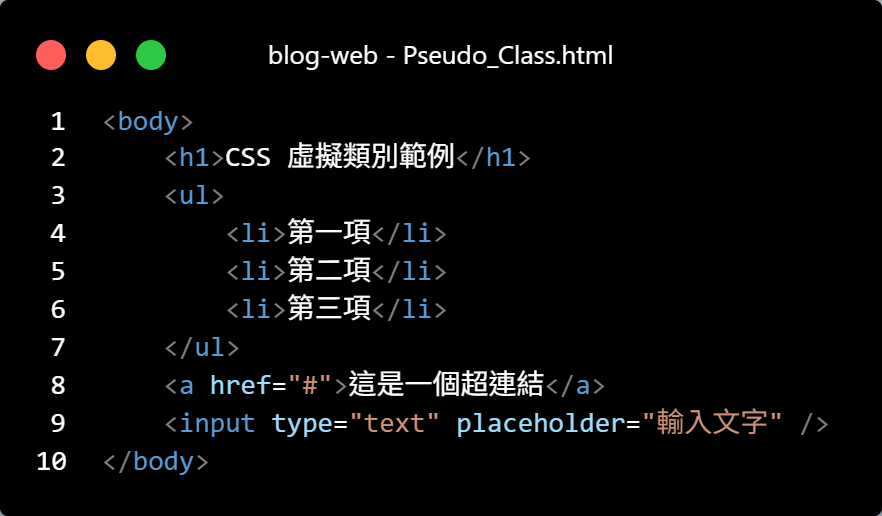 blog-web - Pseudo_Class.html
1 <body>
2     <h1>CSS 虛擬類別範例</h1>
3     <ul>
4         <li>第一項</li>
5         <li>第二項</li>
6         <li>第三項</li>
7     </ul>
8     <a href="#">這是一個超連結</a>
9     <input type="text" placeholder="輸入文字" />
10 </body>